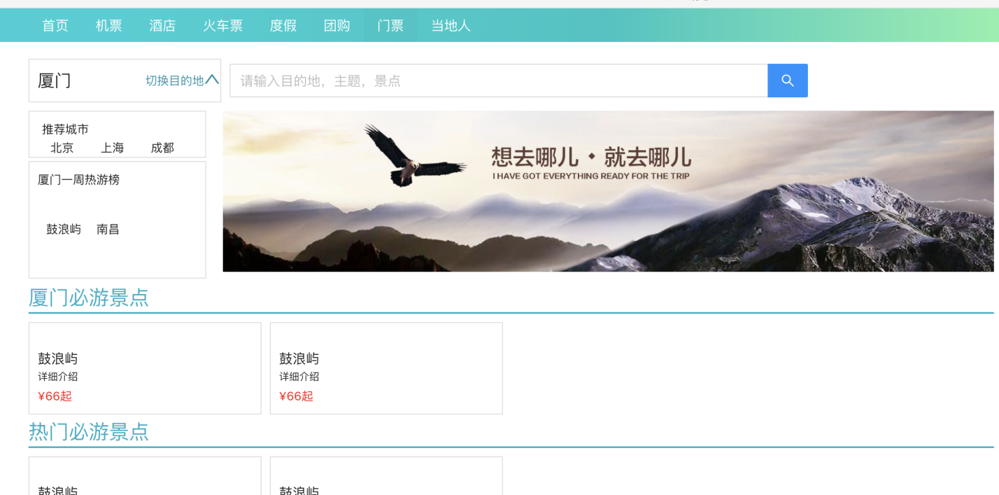 首页 机票 酒店 火车票 度假 团购 门票 当地人
厦门 切换目的地 请输入目的地，主题，景点
推荐城市
北京 上海 成都
想去哪儿·就去哪儿
I HAVE GOT EVERYTHING READY FOR THE TRIP
厦门一周热游榜
鼓浪屿 南昌
厦门必游景点
鼓浪屿 鼓浪屿
详细介绍 详细介绍
¥66起 ¥66起
热门必游景点
鼓浪屿 鼓浪屿